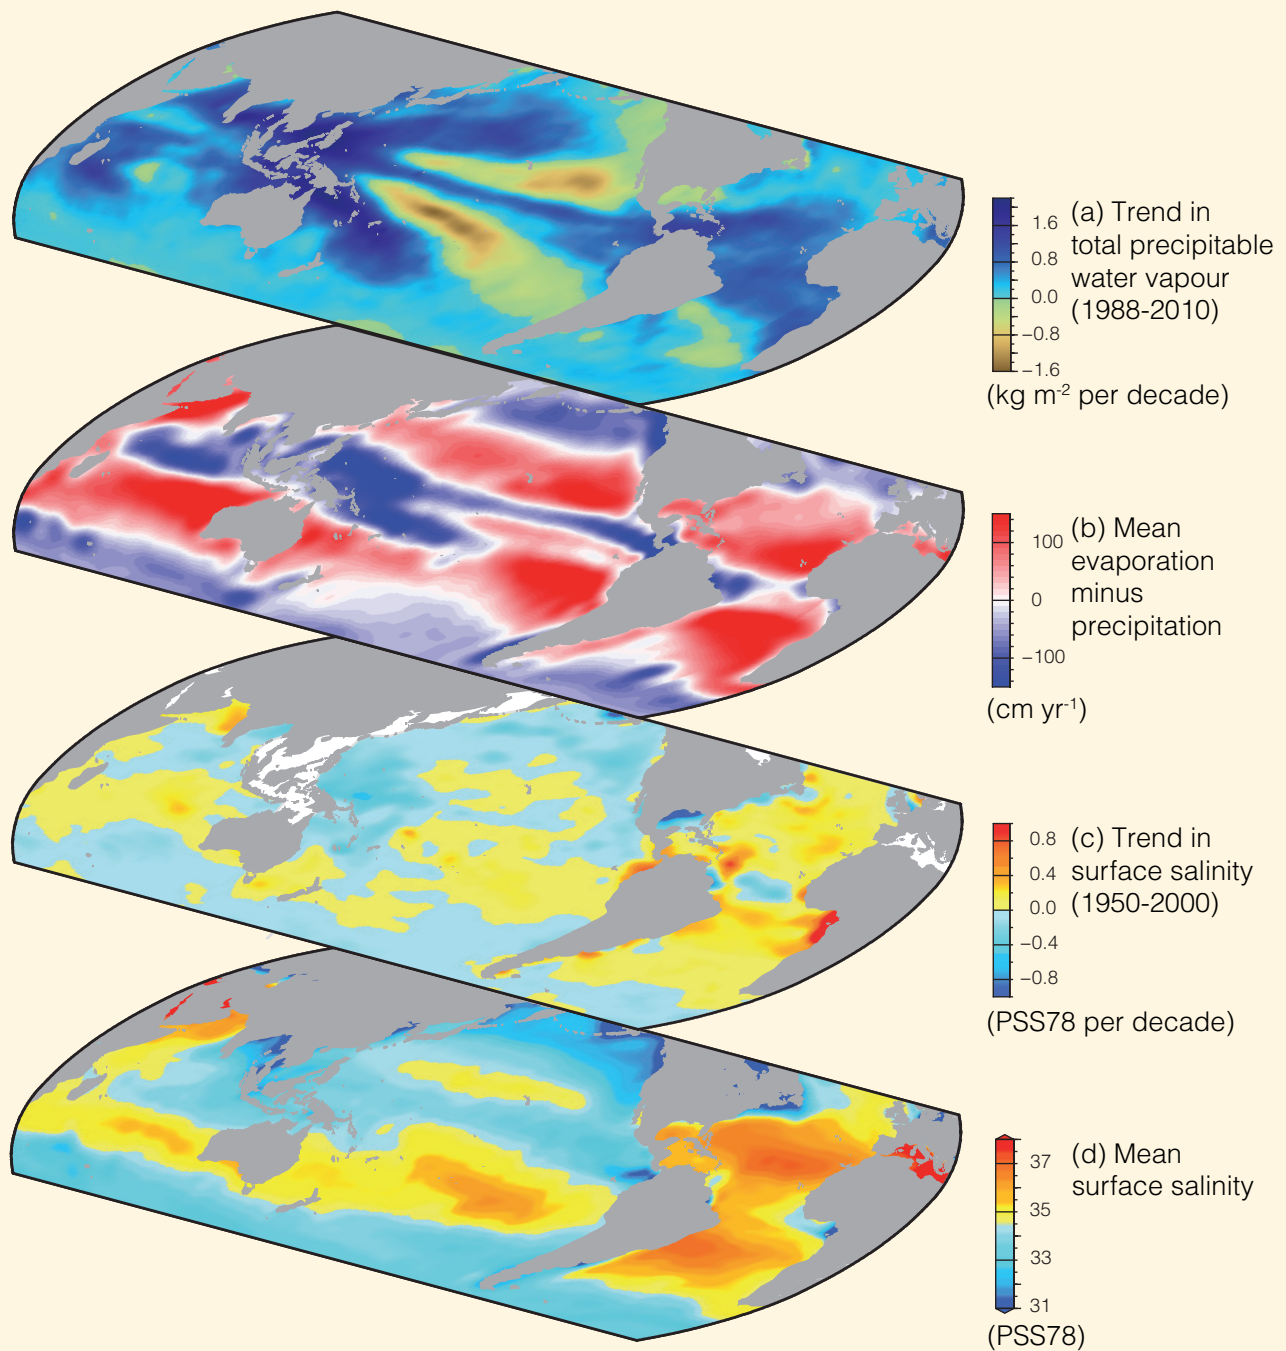 1.6
0.8
0.0
−0.8
−1.6
(a) Trend in
total precipitable
water vapour
(1988-2010)
(kg m-2 per decade)
100
0
−100
(b) Mean
evaporation
minus
precipitation
(cm yr-1)
0.8
0.4
0.0
−0.4
−0.8
(c) Trend in
surface salinity
(1950-2000)
(PSS78 per decade)
37
35
33
31
(d) Mean
surface salinity
(PSS78)